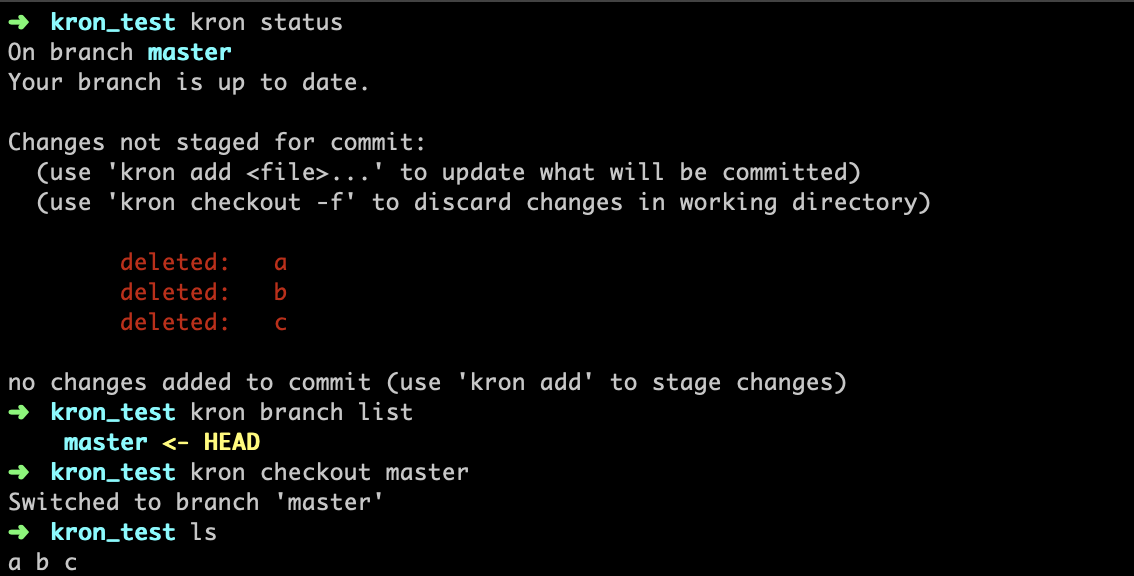 ➜ kron_test kron status
On branch master
Your branch is up to date.
Changes not staged for commit:
(use 'kron add <file>...' to update what will be committed)
(use 'kron checkout -f' to discard changes in working directory)
deleted: a
deleted: b
deleted: c
no changes added to commit (use 'kron add' to stage changes)
➜ kron_test kron branch list
master <- HEAD
➜ kron_test kron checkout master
Switched to branch 'master'
➜ kron_test ls
a b c